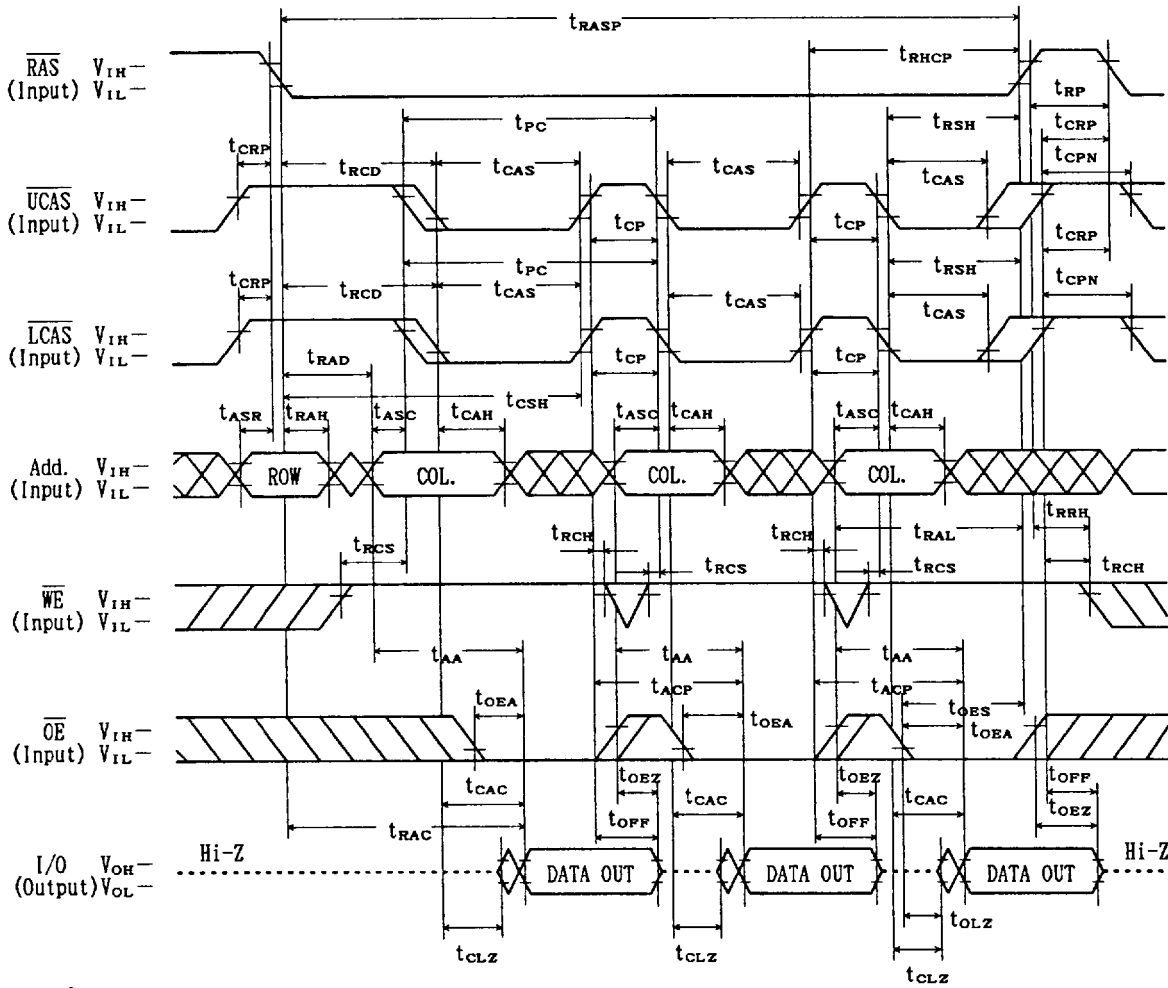 tRASP
tRHCP
RAS VIH
(Input) VIL
tRP
tPC tRSH tCRP
tCRP tRCD tCAS tCAS tCAS tCPN
UCAS VIH
(Input) VIL
tCP tCP tCRP
tPC tRSH
tCRP tRCD tCAS tCAS tCAS tCPN
LCAS VIH
(Input) VIL
tRAD tCP tCP
tCSH
tASR tRAH tASC tCAH tASC tCAH tASC tCAH
Add. VIH
(Input) VIL
ROW COL. COL. COL.
tRCH tRCH tRAL tRRH
tRCS tRCS tRCS tRCH
WE VIH
(Input) VIL
tAA tAA tAA
tACP tACP
tOEA tOEA tOES tOEA
OE VIH
(Input) VIL
tCAC tOEZ tCAC tOEZ tCAC tOFF
tRAC tOFF tOFF tOEZ
I/O VOH
(Output) VOL
Hi-Z DATA OUT DATA OUT DATA OUT Hi-Z
tOLZ
tCLZ tCLZ tCLZ